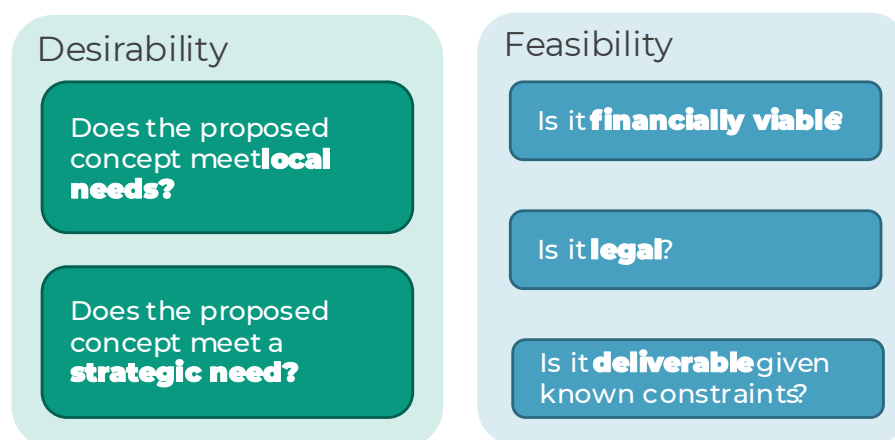 Desirability
Does the proposed
concept meet local
needs?
Does the proposed
concept meet a
strategic need?
Feasibility
Is it financially viable?
Is it legal?
Is it deliverable given
known constraints?